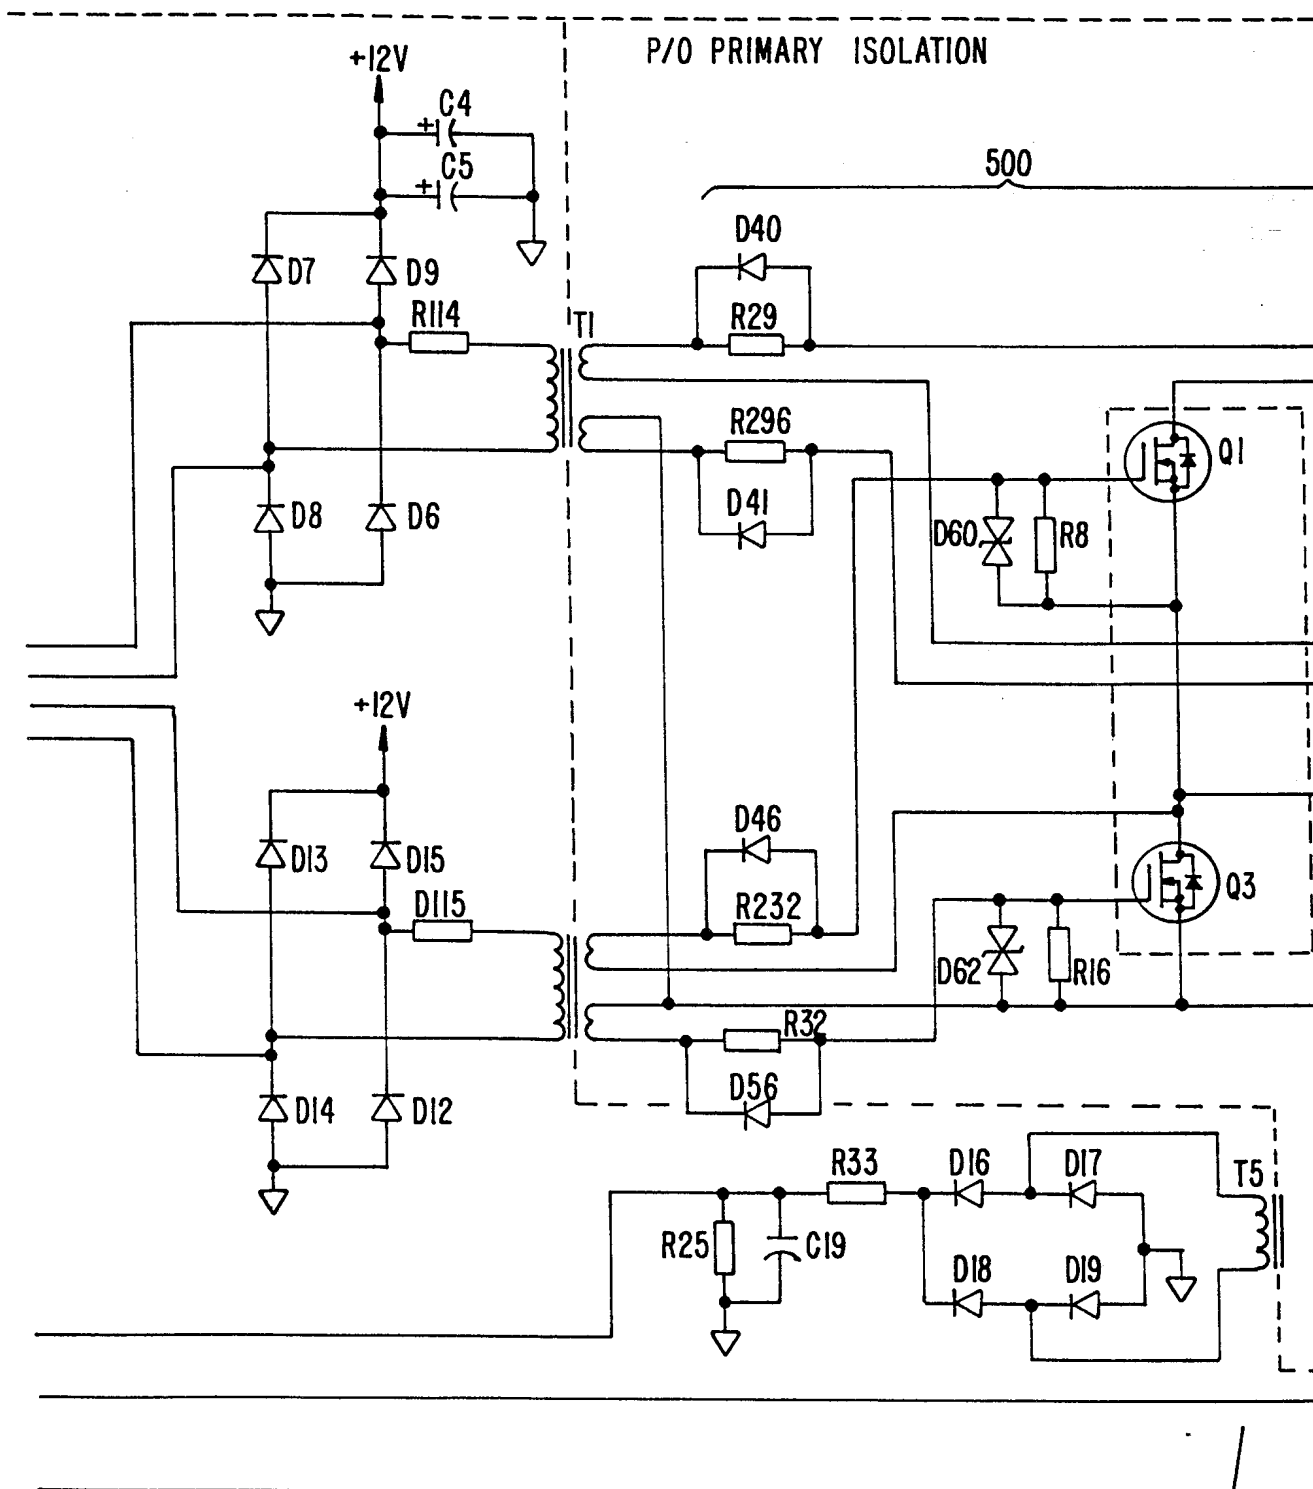 P/O PRIMARY ISOLATION
+12V
C4
+
C5
+
500
D40
D7
D9
R114
T1
R29
R296
Q1
D8
D6
D41
D60
R8
+12V
D46
D13
D15
D115
R232
Q3
D62
R16
R32
D56
D14
D12
R33
D16
D17
T5
R25
C19
D18
D19